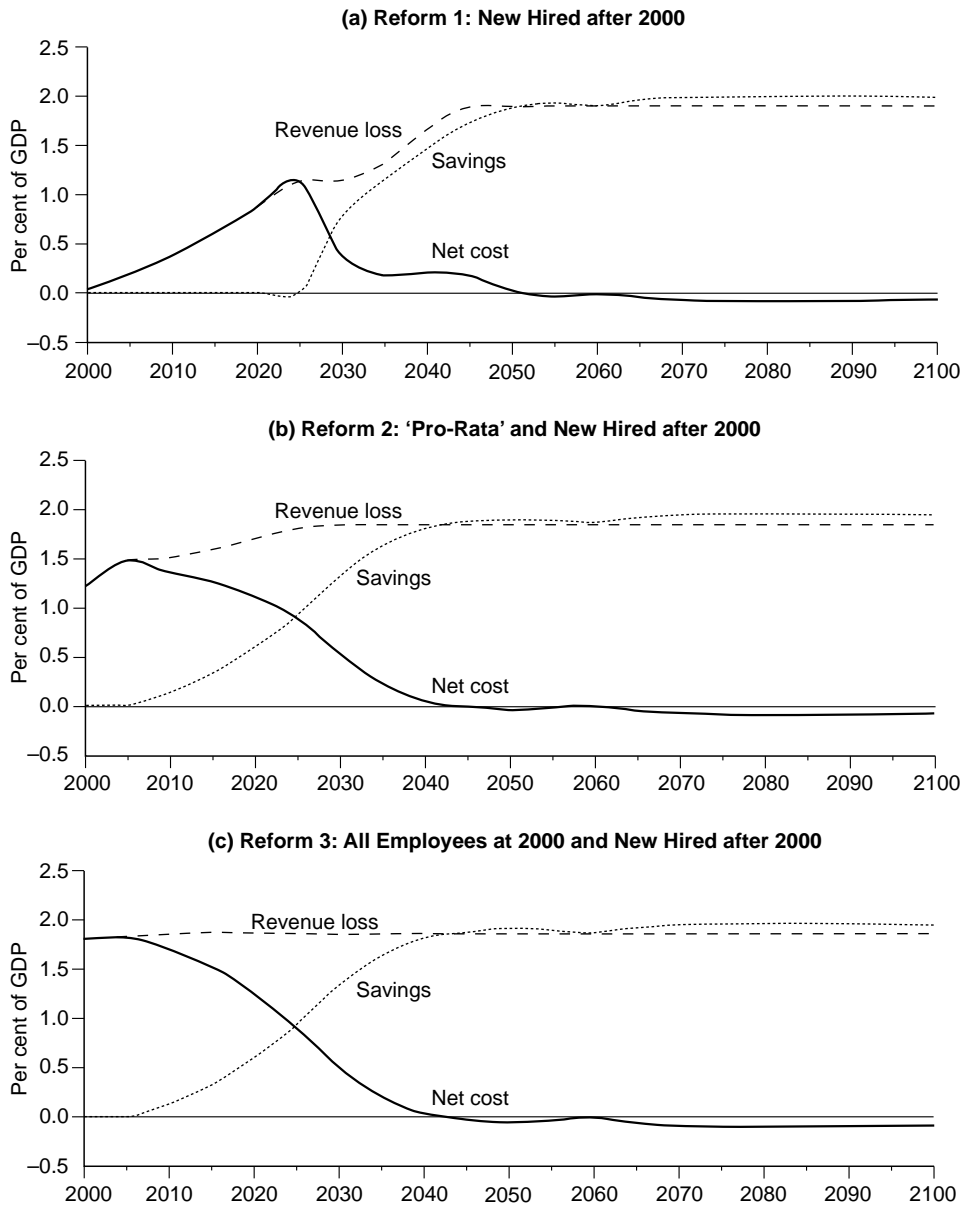 (a) Reform 1: New Hired after 2000
Per cent of GDP
2.5
2.0
1.5
1.0
0.5
0.0
–0.5
Revenue loss
Savings
Net cost
2000 2010 2020 2030 2040 2050 2060 2070 2080 2090 2100
(b) Reform 2: ‘Pro-Rata’ and New Hired after 2000
Per cent of GDP
2.5
2.0
1.5
1.0
0.5
0.0
–0.5
Revenue loss
Savings
Net cost
2000 2010 2020 2030 2040 2050 2060 2070 2080 2090 2100
(c) Reform 3: All Employees at 2000 and New Hired after 2000
Per cent of GDP
2.5
2.0
1.5
1.0
0.5
0.0
–0.5
Revenue loss
Savings
Net cost
2000 2010 2020 2030 2040 2050 2060 2070 2080 2090 2100